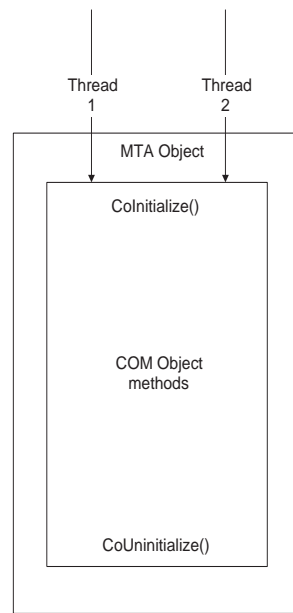 Thread
1
Thread
2
MTA Object
CoInitialize()
COM Object
methods
CoUninitialize()